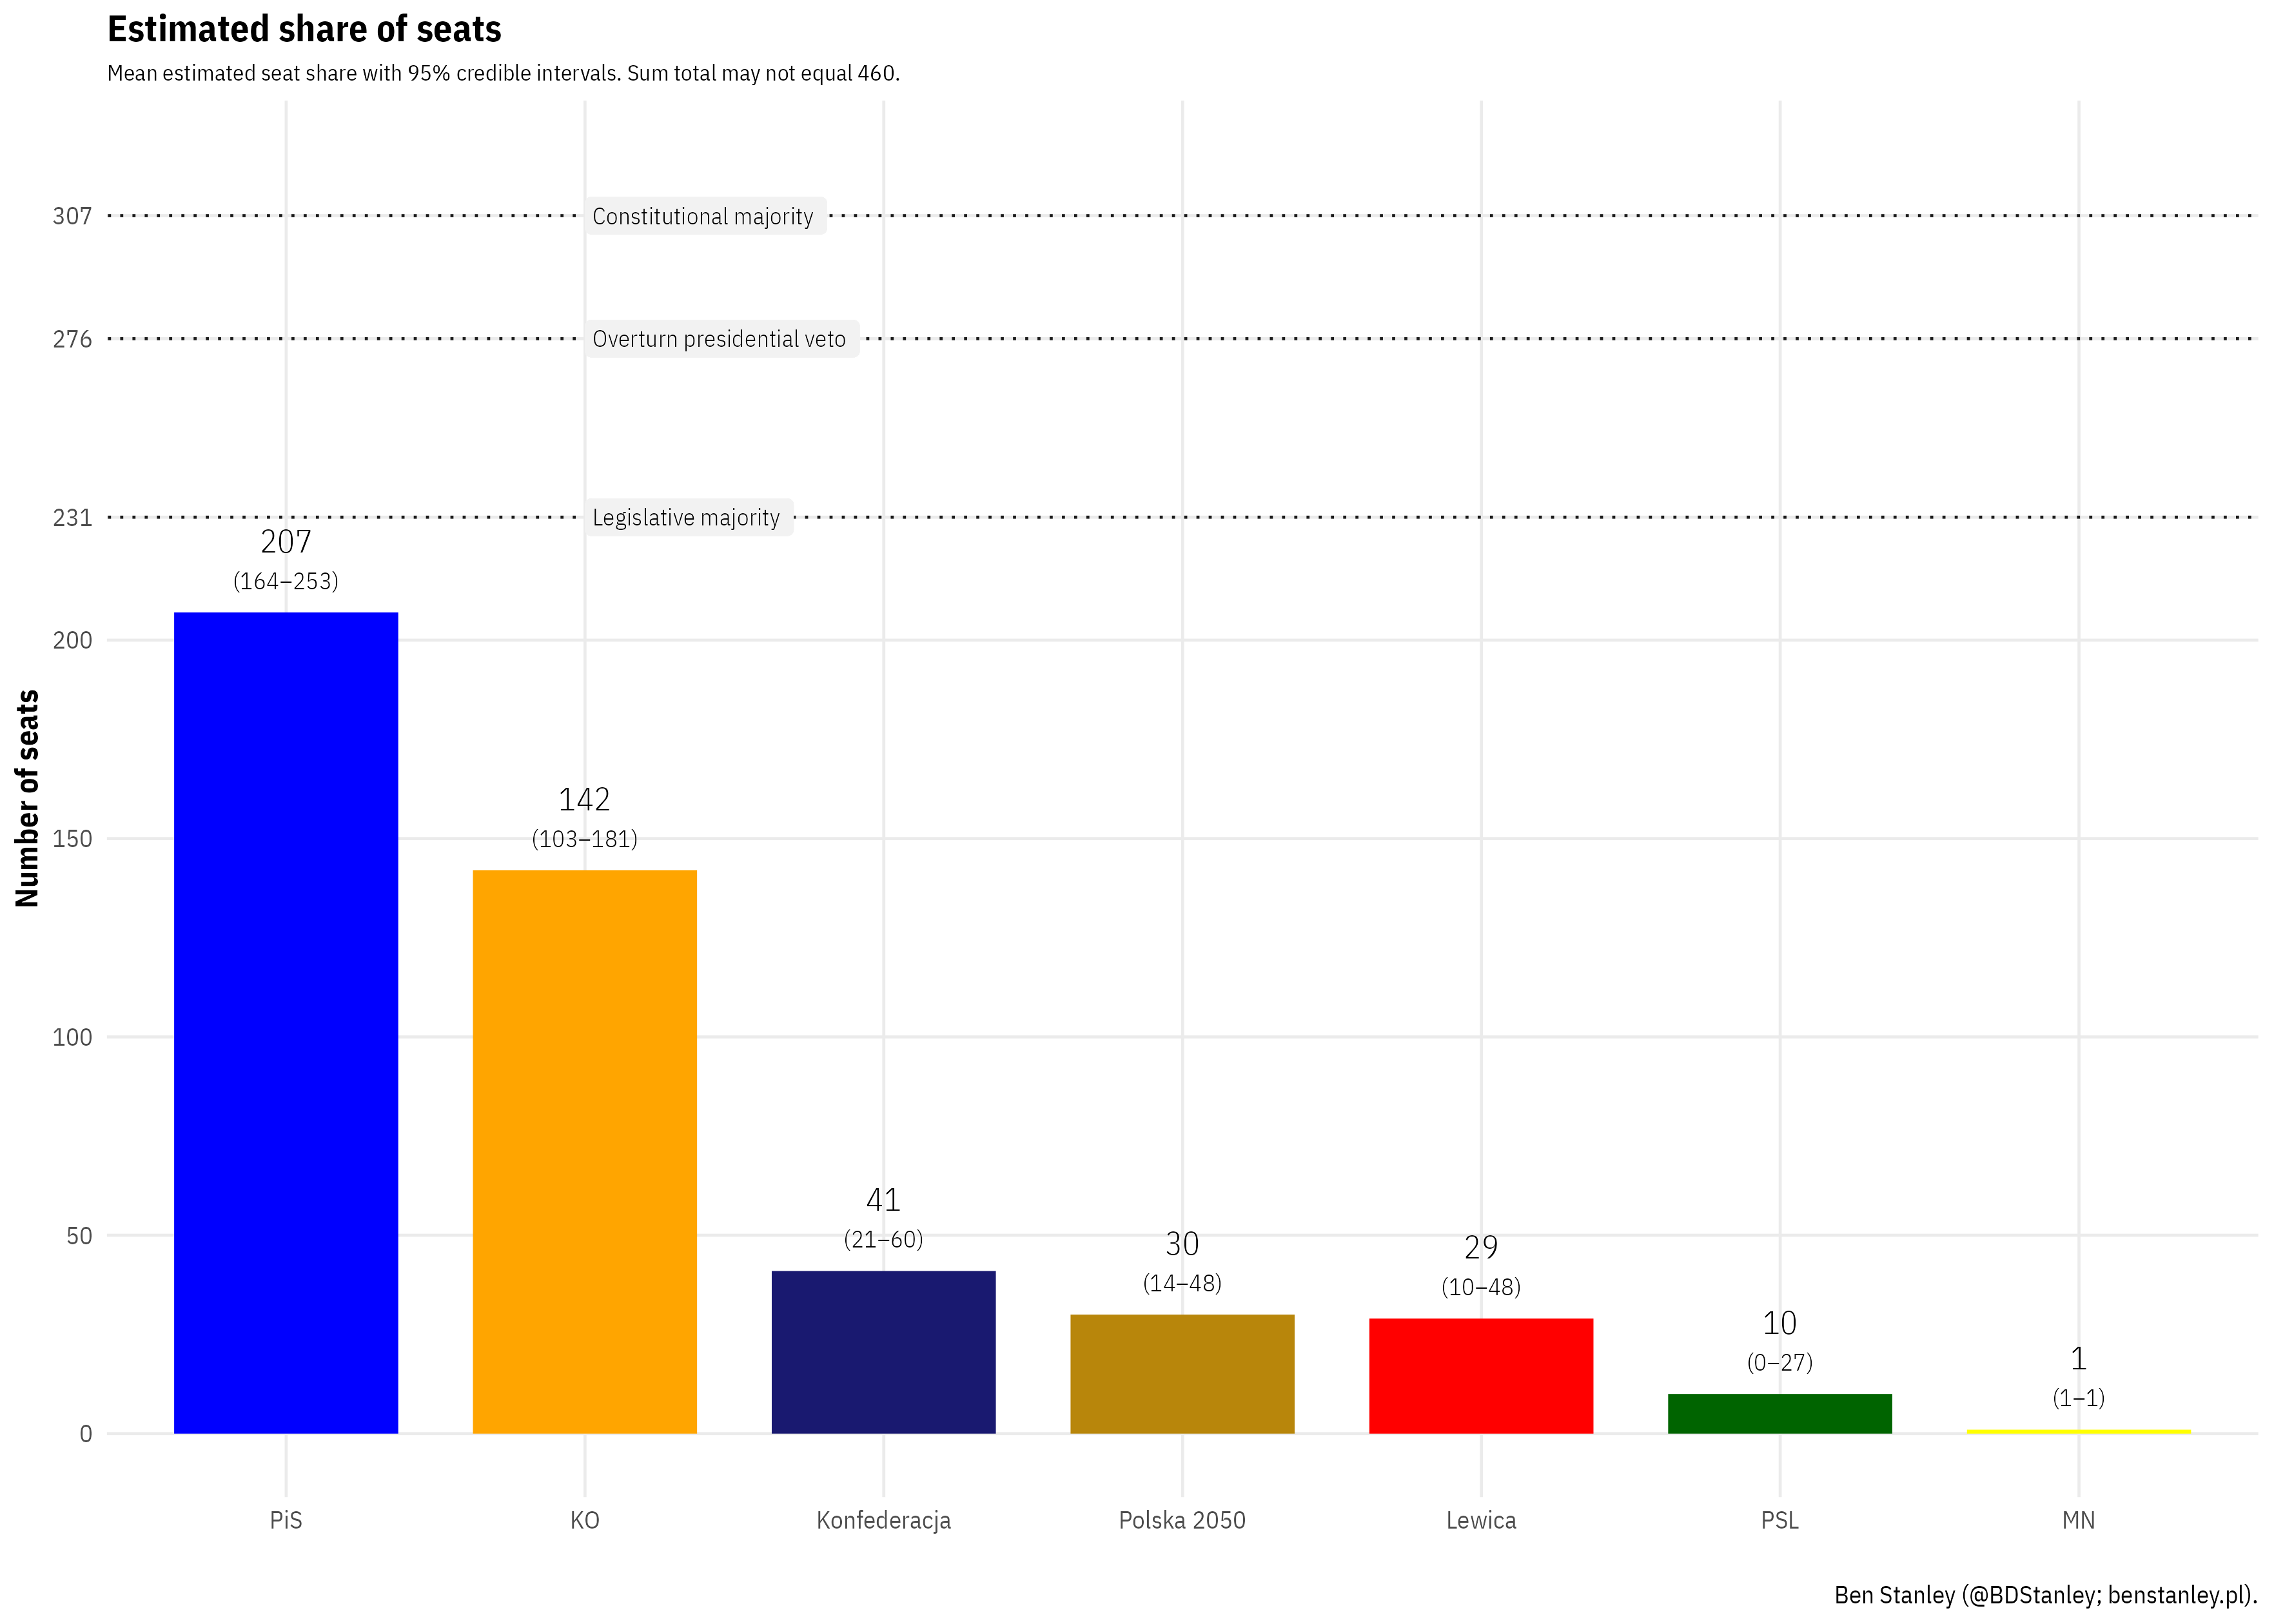 Estimated share of seats
Mean estimated seat share with 95% credible intervals. Sum total may not equal 460.
307
Constitutional majority
276
Overturn presidential veto
231
Legislative majority
207
(164–253)
200
142
(103–181)
150
Number of seats
100
41
(21–60)
50
30
(14–48)
29
(10–48)
10
(0–27)
1
(1–1)
0
PiS
KO
Konfederacja
Polska 2050
Lewica
PSL
MN
Ben Stanley (@BDStanley; benstanley.pl).